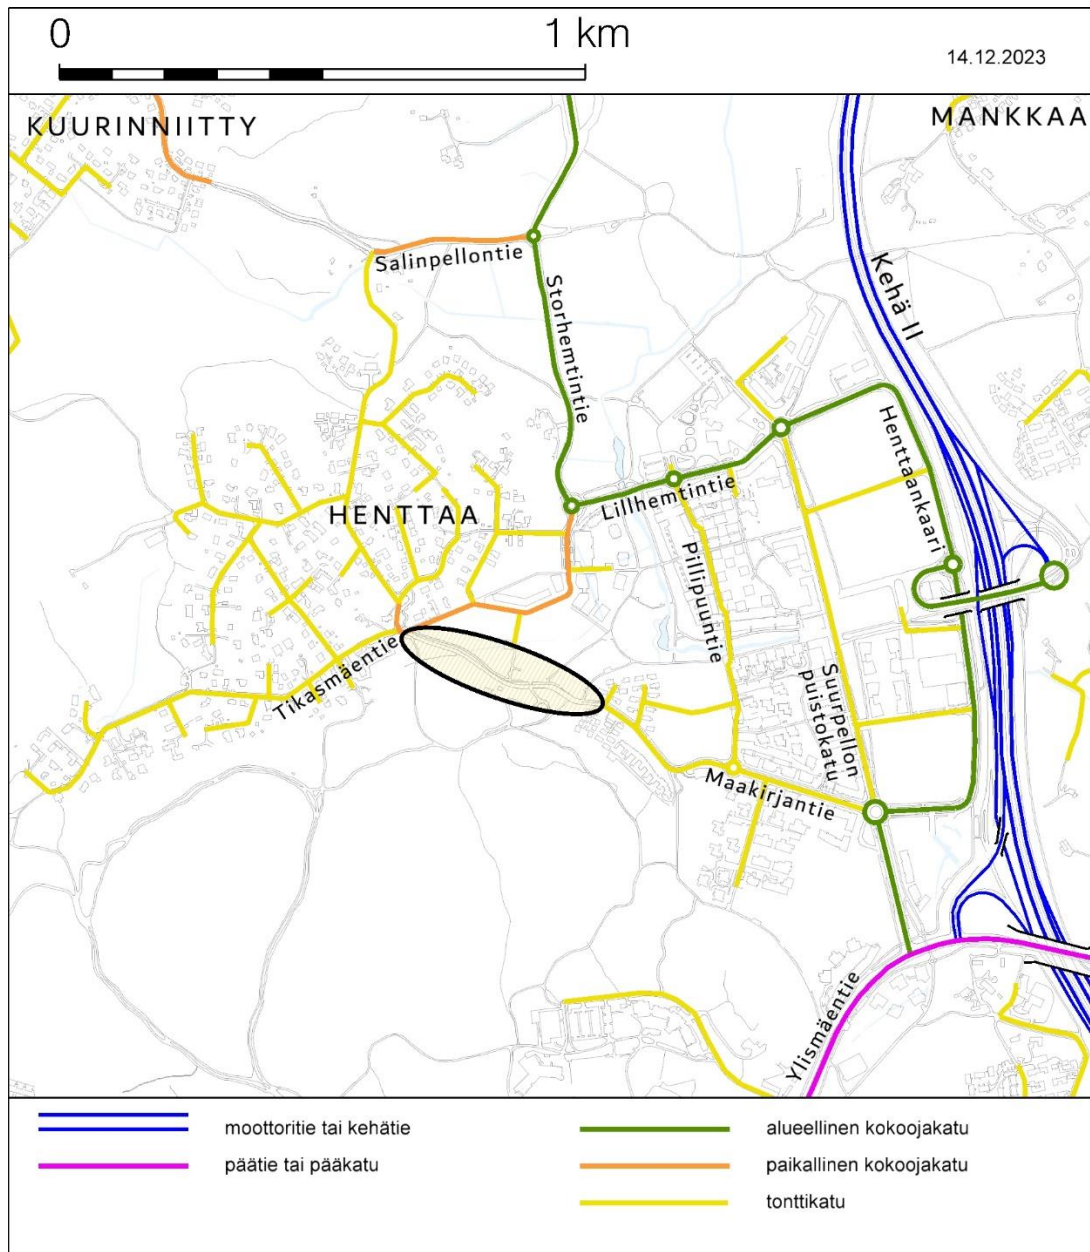 0 1 km
14.12.2023
KUURINNIITTY
MANKKAA
Salinpellontie
Kehä II
Storhemtintie
Henttaankaari
Lillhemtintie
HENTTAA
Pillipuuntie
Tikasmäentie
Suurpellon
puistokatu
Maakirjantie
Ylismäentie
moottoritie tai kehätie
alueellinen kokoojakatu
päätie tai pääkatu
paikallinen kokoojakatu
tonttikatu